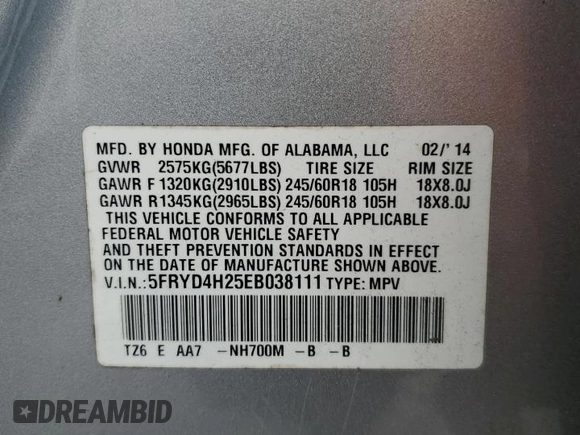 MFD. BY HONDA MFG. OF ALABAMA, LLC 02/' 14
GVWR 2575KG(5677LBS) TIRE SIZE RIM SIZE
GAWR F 1320KG(2910LBS) 245/60R18 105H 18X8.0J
GAWR R1345KG(2965LBS) 245/60R18 105H 18X8.0J
THIS VEHICLE CONFORMS TO ALL APPLICABLE
FEDERAL MOTOR VEHICLE SAFETY
AND THEFT PREVENTION STANDARDS IN EFFECT
ON THE DATE OF MANUFACTURE SHOWN ABOVE.
V.I.N.:5FRYD4H25EB038111 TYPE: MPV
TZ6 E AA7 -NH700M -B -B
DREAMBID